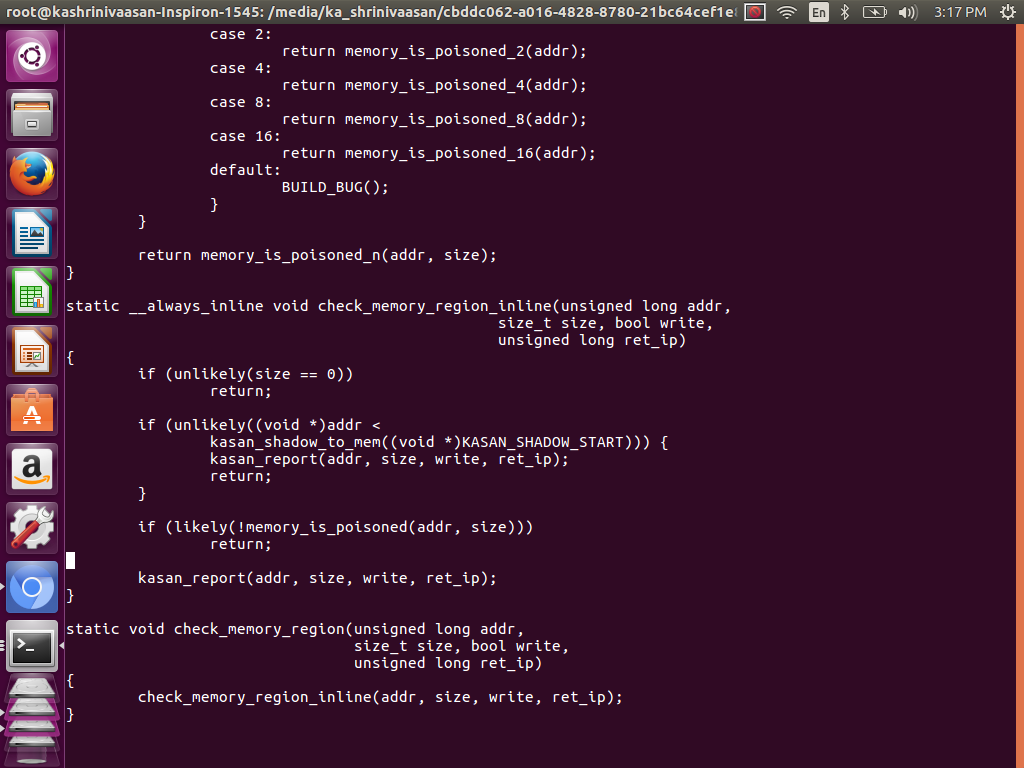 root@kashrinivaasan-Inspiron-1545: /media/ka_shrinivaasan/cbddc062-a016-4828-8780-21bc64cef1e En 3:17 PM
case 2:
return memory_is_poisoned_2(addr);
case 4:
return memory_is_poisoned_4(addr);
case 8:
return memory_is_poisoned_8(addr);
case 16:
return memory_is_poisoned_16(addr);
default:
BUILD_BUG();
}
}
return memory_is_poisoned_n(addr, size);
}
static __always_inline void check_memory_region_inline(unsigned long addr,
size_t size, bool write,
unsigned long ret_ip)
{
if (unlikely(size == 0))
return;
if (unlikely((void *)addr <
kasan_shadow_to_mem((void *)KASAN_SHADOW_START))) {
kasan_report(addr, size, write, ret_ip);
return;
}
if (likely(!memory_is_poisoned(addr, size)))
return;
kasan_report(addr, size, write, ret_ip);
}
static void check_memory_region(unsigned long addr,
size_t size, bool write,
unsigned long ret_ip)
{
check_memory_region_inline(addr, size, write, ret_ip);
}